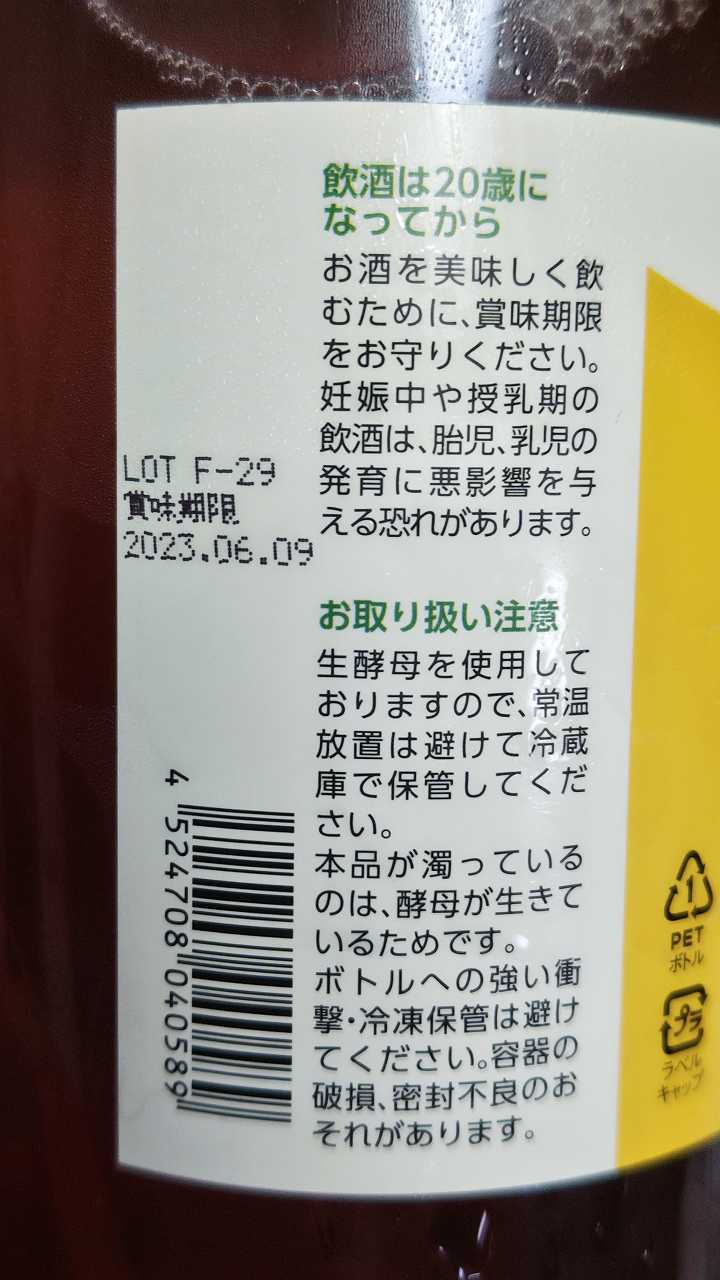 飲酒は20歳に
なってから
お酒を美味しく飲
むために、賞味期限
をお守りください。
妊娠中や授乳期の
飲酒は、胎児、乳児の
発育に悪影響を与
える恐れがあります。
LOT F-29
賞味期限
2023.06.09
お取り扱い注意
生酵母を使用して
おりますので、常温
放置は避けて冷蔵
庫で保管してくだ
さい。
本品が濁っている
のは、酵母が生きて
いるためです。
ボトルへの強い衝
撃・冷凍保管は避け
てください。容器の
破損、密封不良のお
それがあります。
4 524708 040589
1
PET
ボトル
プラ
ラベル
キャップ